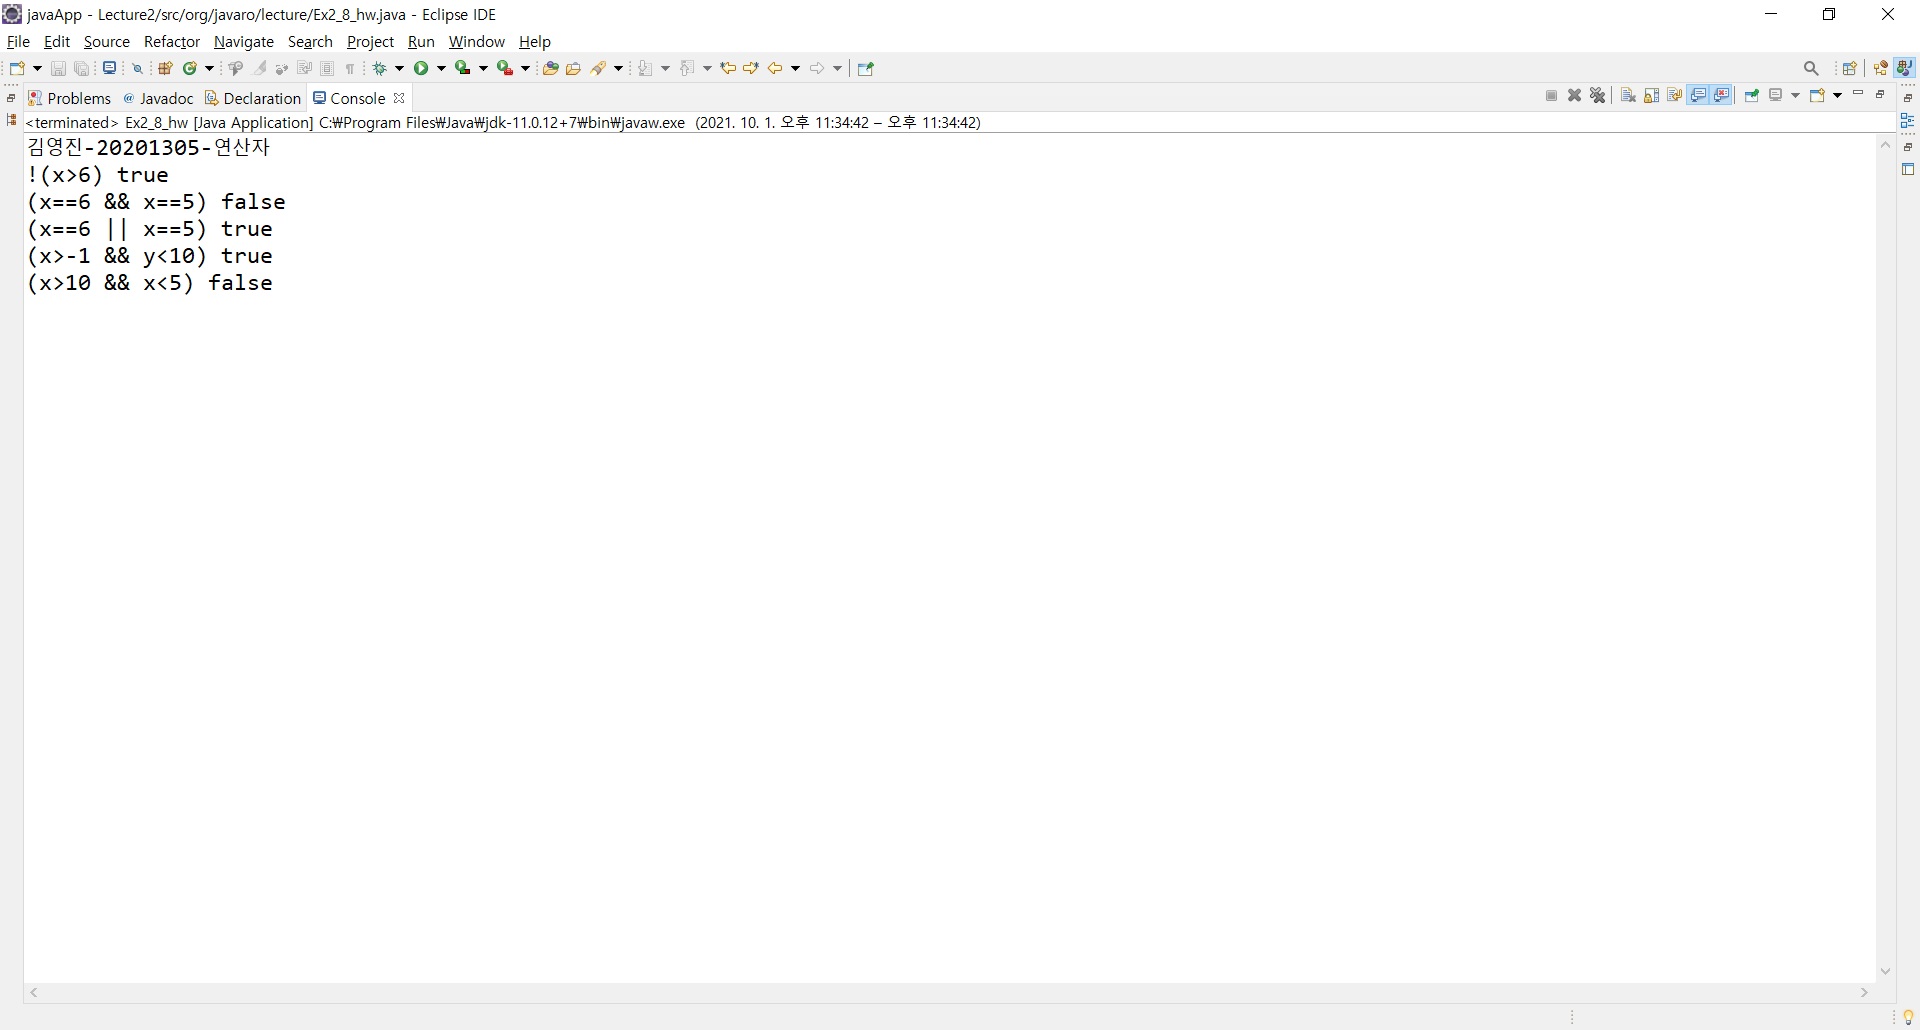 javaApp - Lecture2/src/org/javaro/lecture/Ex2_8_hw.java - Eclipse IDE
File Edit Source Refactor Navigate Search Project Run Window Help
Problems @ Javadoc Declaration Console
<terminated> Ex2_8_hw [Java Application] C:₩Program Files₩Java₩jdk-11.0.12+7₩bin₩javaw.exe (2021. 10. 1. 오후 11:34:42 – 오후 11:34:42)
김영진-20201305-연산자
!(x>6) true
(x==6 && x==5) false
(x==6 || x==5) true
(x>-1 && y<10) true
(x>10 && x<5) false